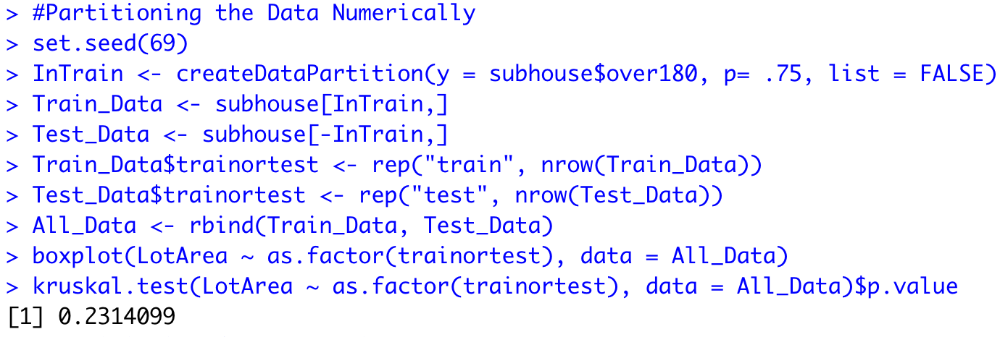 > #Partitioning the Data Numerically
> set.seed(69)
> InTrain <- createDataPartition(y = subhouse$over180, p= .75, list = FALSE)
> Train_Data <- subhouse[InTrain,]
> Test_Data <- subhouse[-InTrain,]
> Train_Data$trainortest <- rep("train", nrow(Train_Data))
> Test_Data$trainortest <- rep("test", nrow(Test_Data))
> All_Data <- rbind(Train_Data, Test_Data)
> boxplot(LotArea ~ as.factor(trainortest), data = All_Data)
> kruskal.test(LotArea ~ as.factor(trainortest), data = All_Data)$p.value
[1] 0.2314099